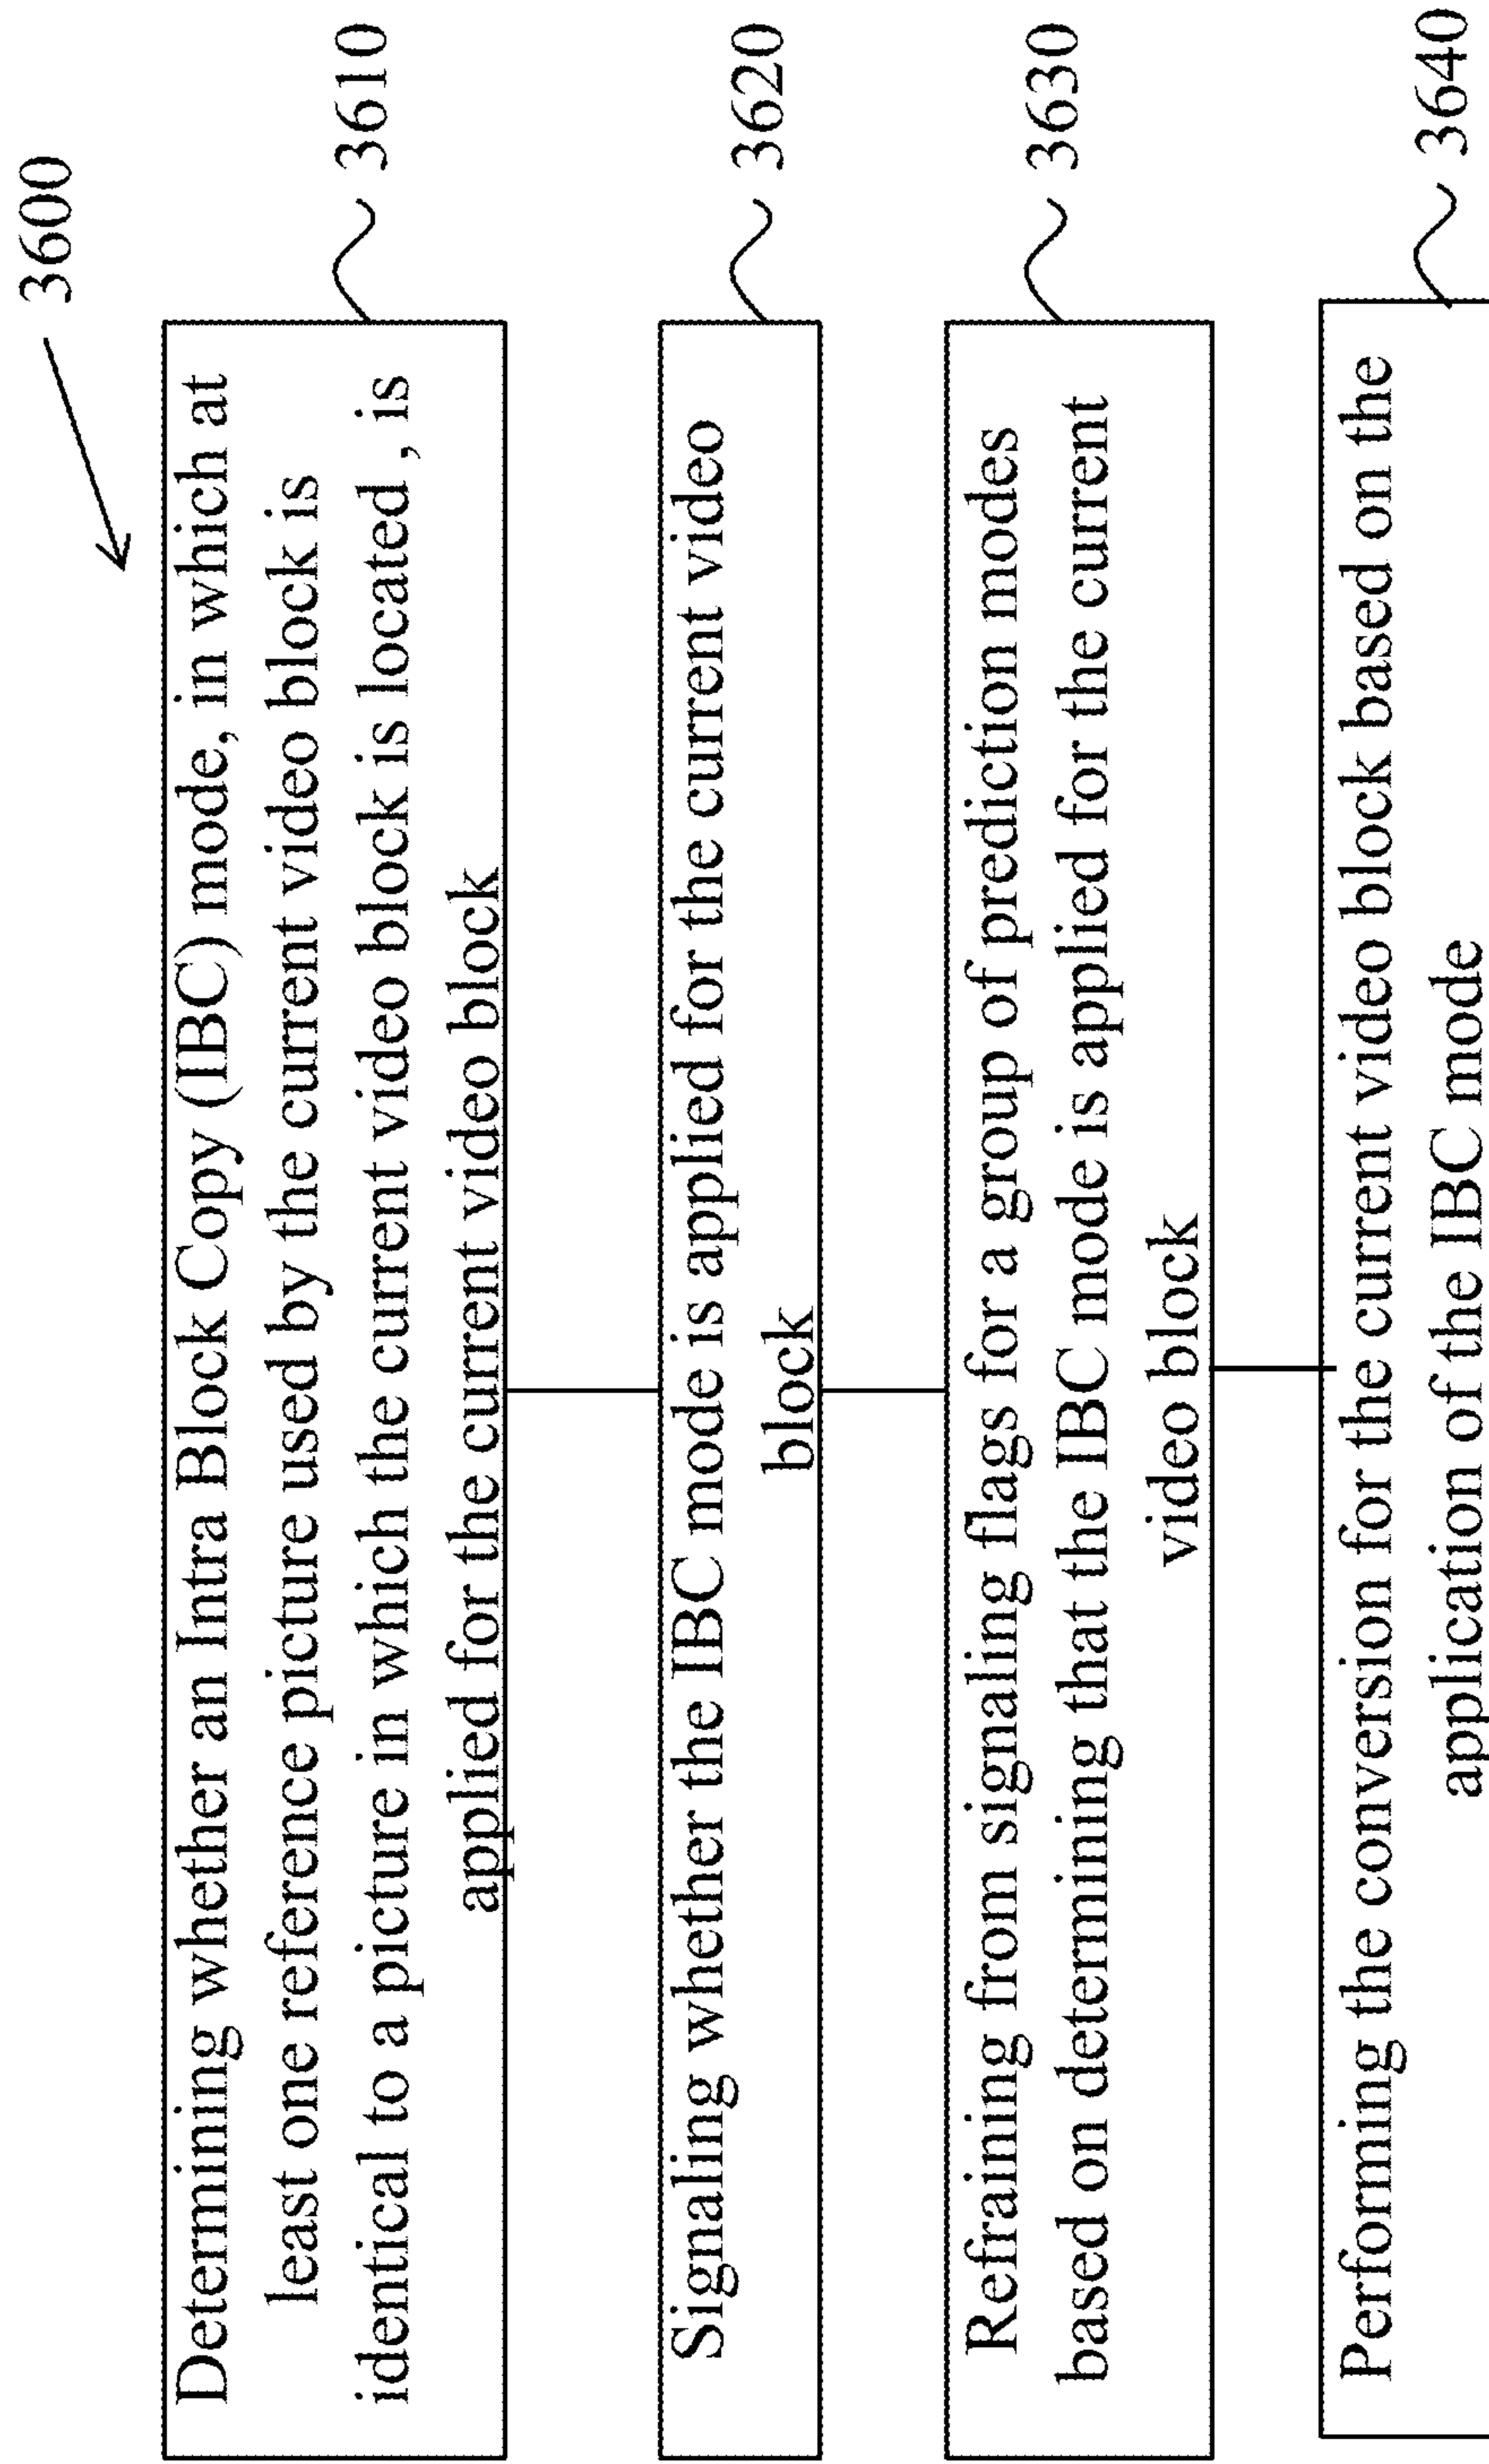 3600
Determining whether an Intra Block Copy (IBC) mode, in which at
least one reference picture used by the current video block is
identical to a picture in which the current video block is located , is
applied for the current video block
3610
Signaling whether the IBC mode is applied for the current video
block
3620
Refraining from signaling flags for a group of prediction modes
based on determining that the IBC mode is applied for the current
video block
3630
Performing the conversion for the current video block based on the
application of the IBC mode
3640